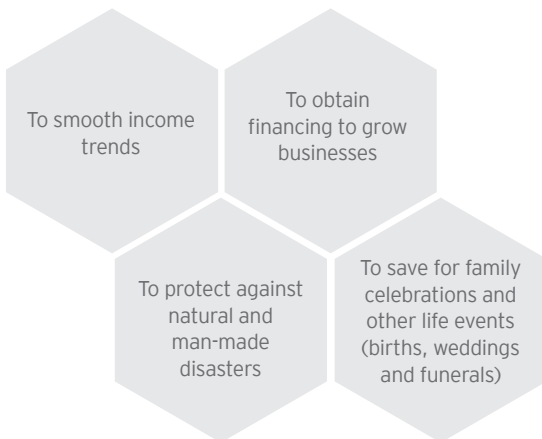 To smooth income
trends
To obtain
financing to grow
businesses
To protect against
natural and
man-made
disasters
To save for family
celebrations and
other life events
(births, weddings
and funerals)